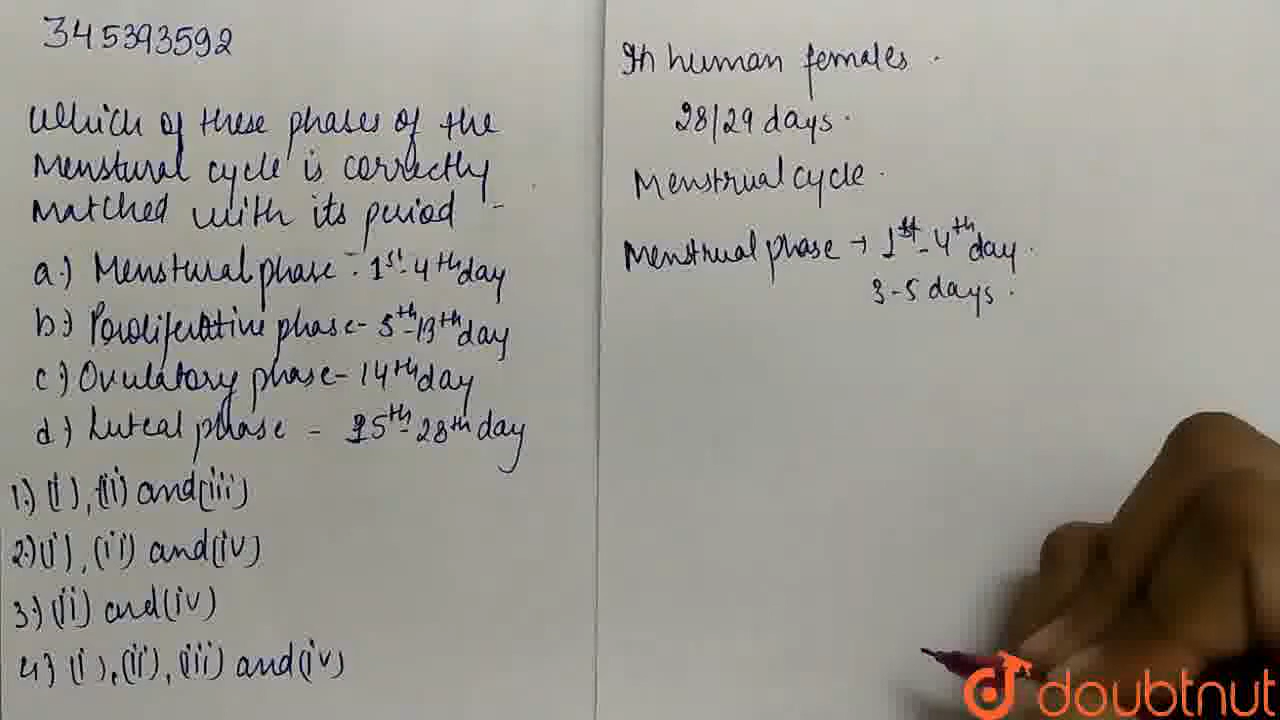 345393592
Which of these phases of the
Menstural cycle is correctly
matched with its period -
a.) Menstural phase - 1st-4th day
b.) Poroliferative phase - 5th-13th day
c.) Ovulatory phase - 14th day
d.) Luteal phase - 15th-28th day
1.) (i), (ii) and (iii)
2.) (i), (ii) and (iv)
3.) (ii) and (iv)
4.) (i), (ii), (iii) and (iv)
In human females.
28/29 days.
Menstrual cycle.
Menstrual phase → 1st-4th day.
3-5 days.
doubtnut